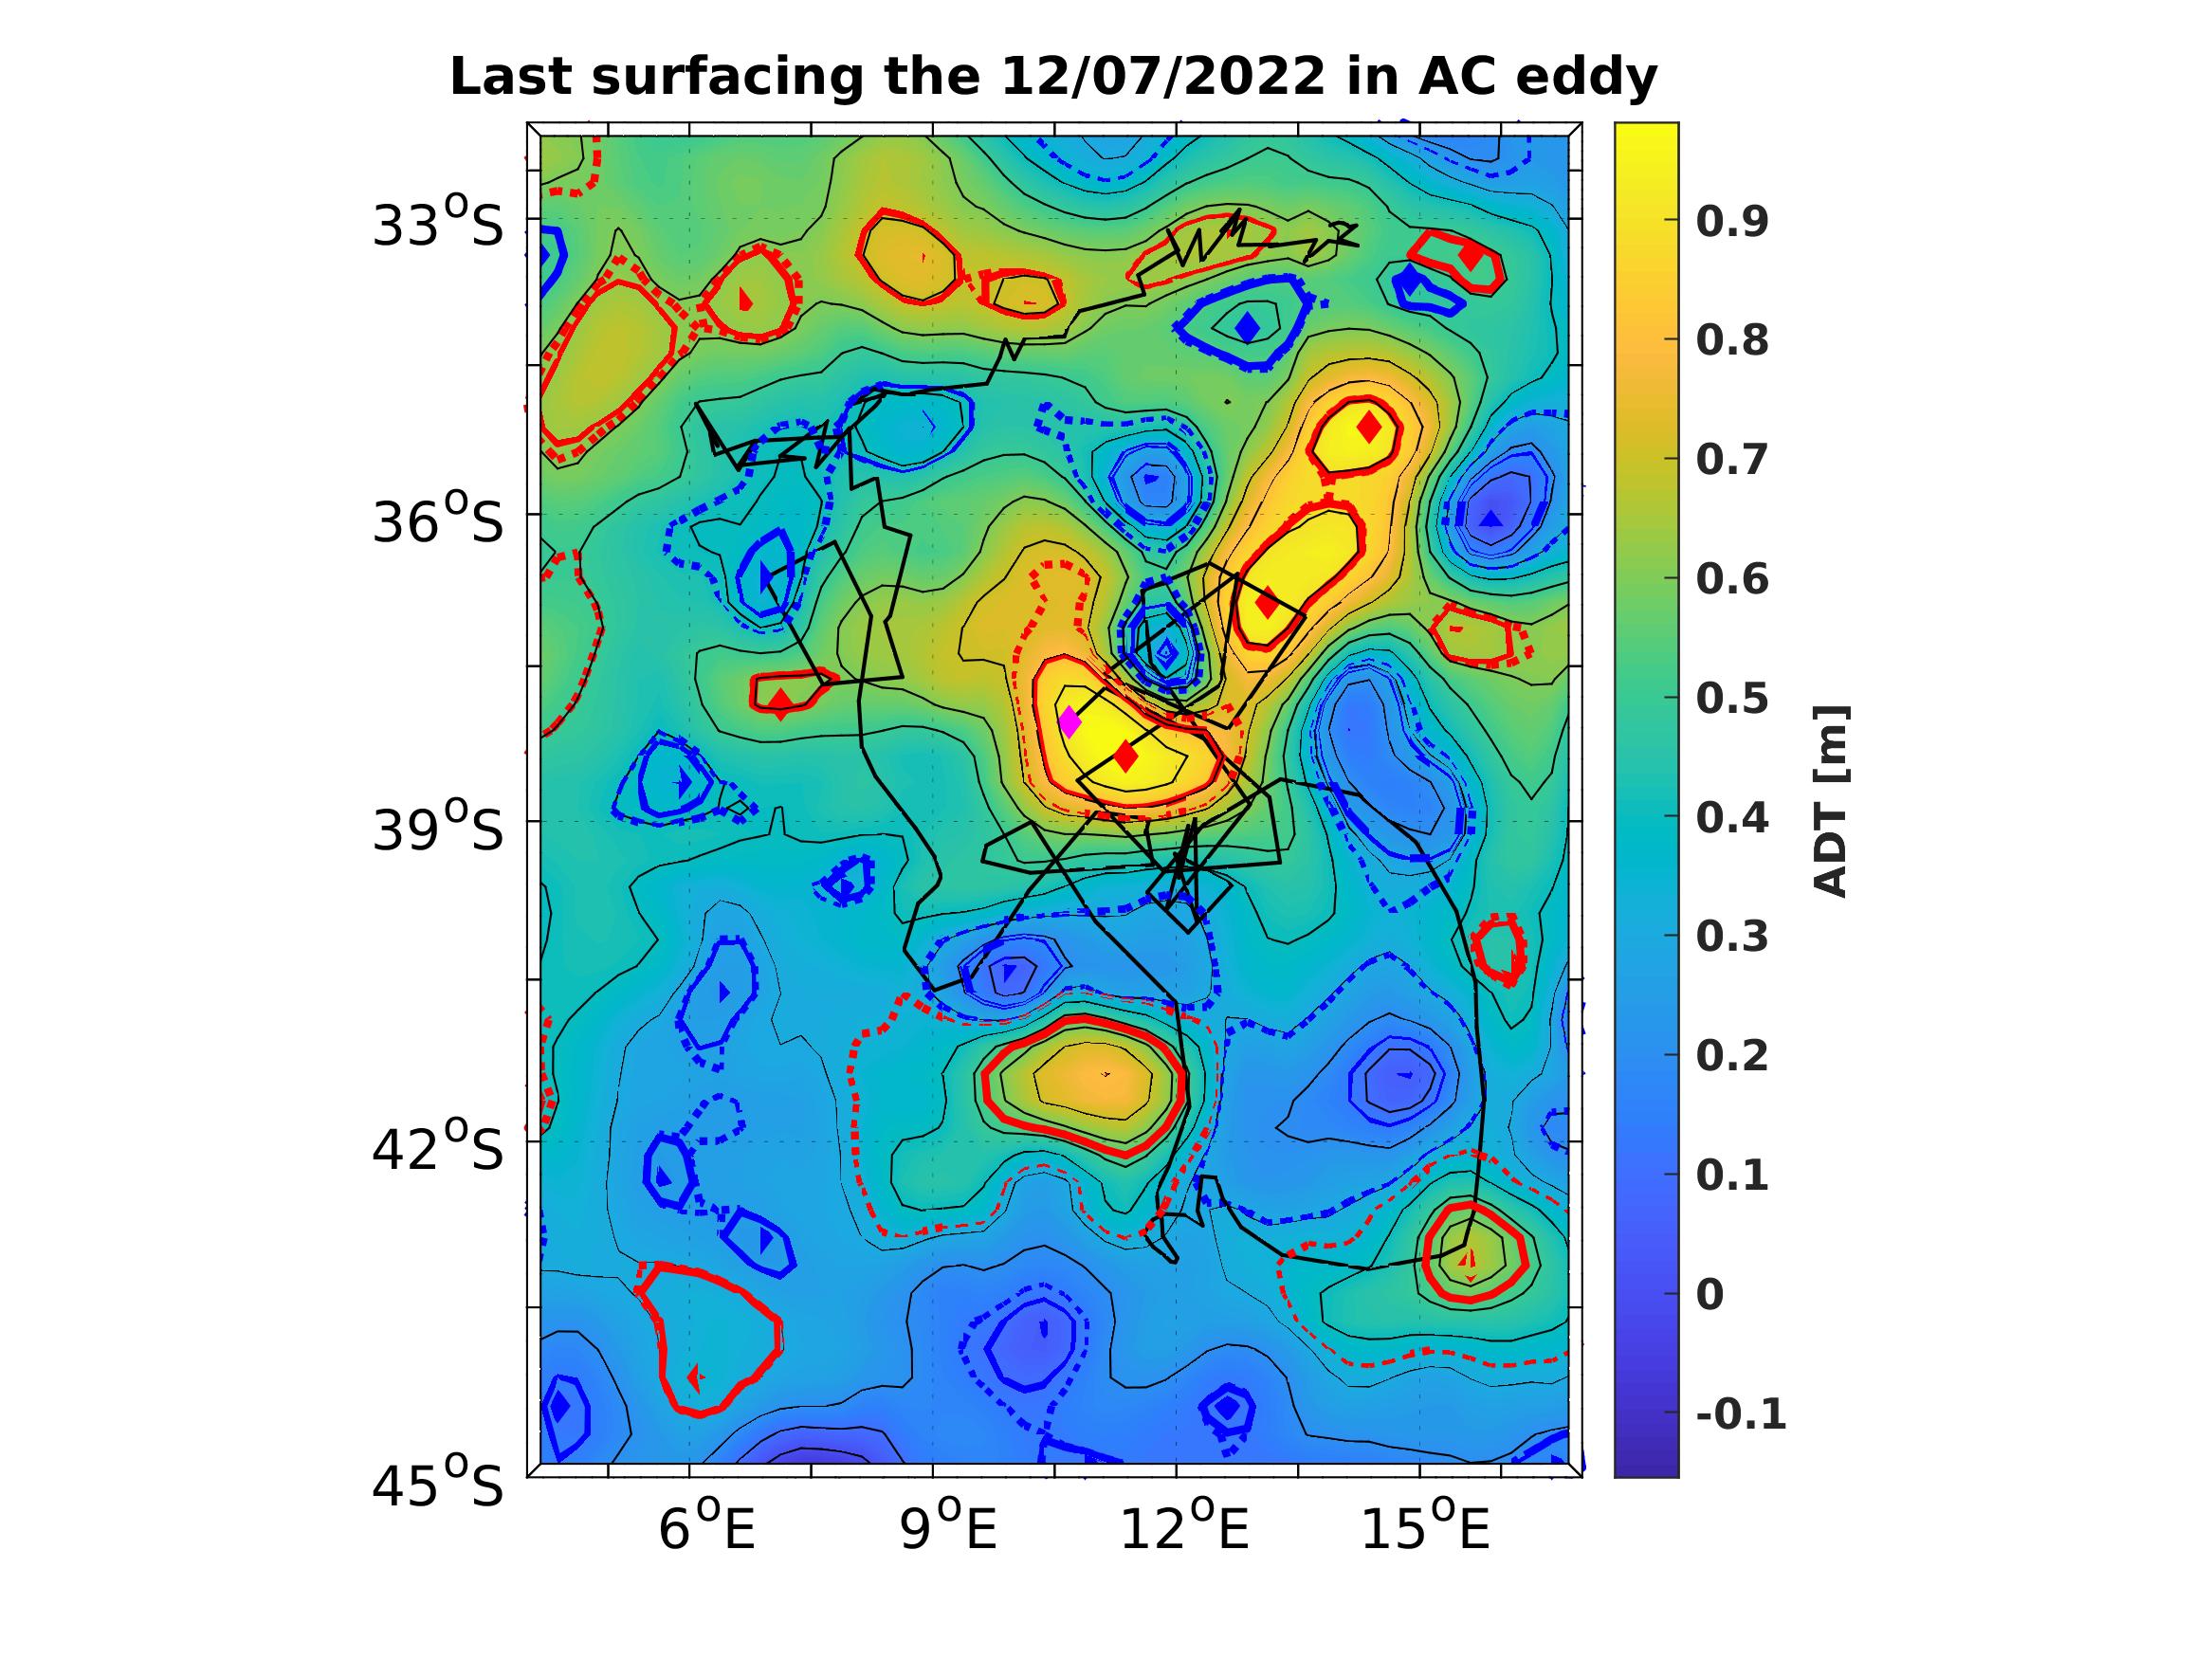 Last surfacing the 12/07/2022 in AC eddy
33°S
36°S
39°S
42°S
45°S
6°E
9°E
12°E
15°E
0.9
0.8
0.7
0.6
0.5
0.4
0.3
0.2
0.1
0
-0.1
ADT [m]